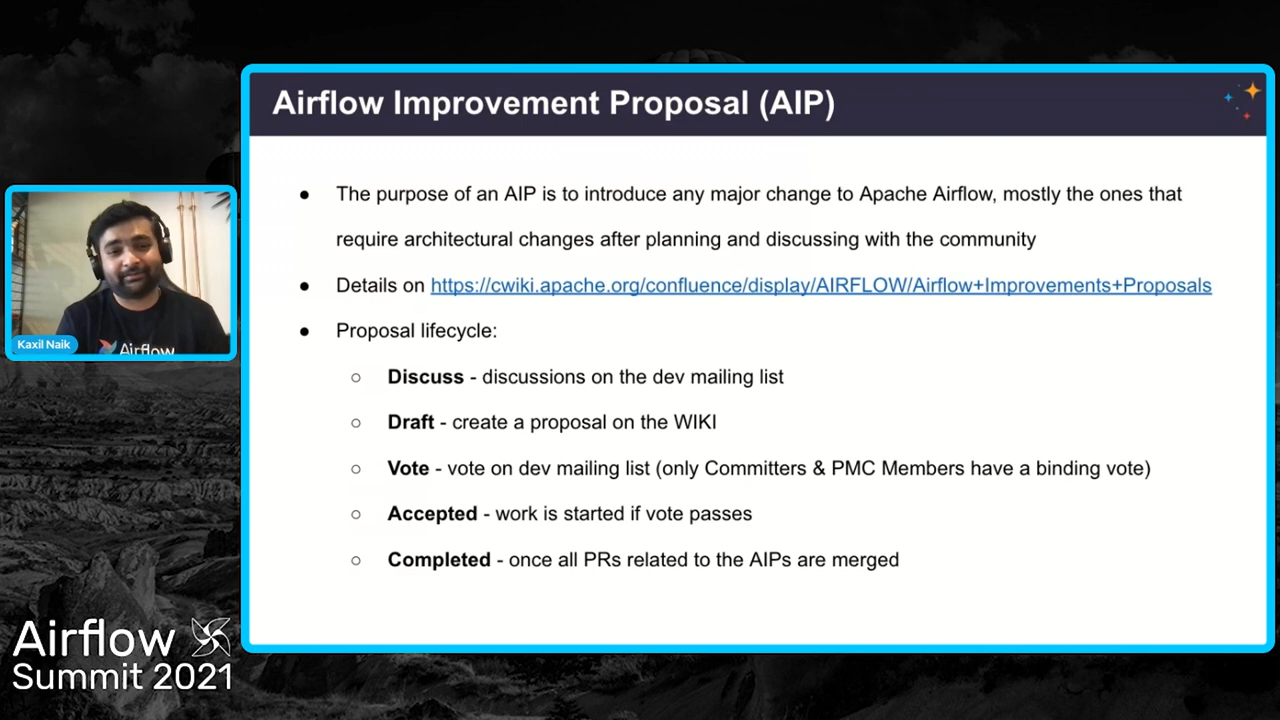 Airflow Improvement Proposal (AIP)
● The purpose of an AIP is to introduce any major change to Apache Airflow, mostly the ones that
require architectural changes after planning and discussing with the community
● Details on https://cwiki.apache.org/confluence/display/AIRFLOW/Airflow+Improvements+Proposals
● Proposal lifecycle:
○ Discuss - discussions on the dev mailing list
○ Draft - create a proposal on the WIKI
○ Vote - vote on dev mailing list (only Committers & PMC Members have a binding vote)
○ Accepted - work is started if vote passes
○ Completed - once all PRs related to the AIPs are merged
Kaxil Naik
Airflow
Airflow
Summit 2021